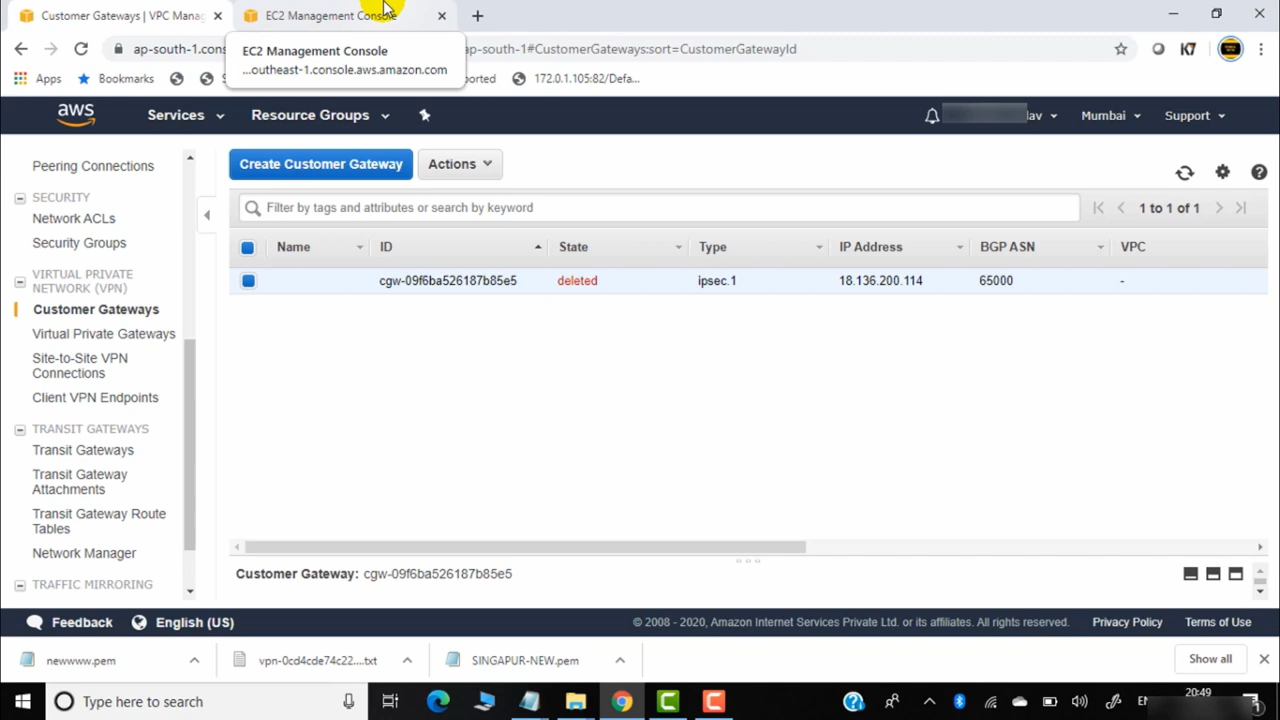 Customer Gateways | VPC Manag
EC2 Management Console
ap-south-1.cons
ap-south-1#CustomerGateways:sort=CustomerGatewayId
EC2 Management Console
...outheast-1.console.aws.amazon.com
Apps
Bookmarks
ported
172.0.1.105:82/Defa...
K7
aws
Services
Resource Groups
lav
Mumbai
Support
Peering Connections
SECURITY
Network ACLs
Security Groups
VIRTUAL PRIVATE
NETWORK (VPN)
Customer Gateways
Virtual Private Gateways
Site-to-Site VPN
Connections
Client VPN Endpoints
TRANSIT GATEWAYS
Transit Gateways
Transit Gateway
Attachments
Transit Gateway Route
Tables
Network Manager
TRAFFIC MIRRORING
Create Customer Gateway
Actions
Filter by tags and attributes or search by keyword
1 to 1 of 1
Name ID State Type IP Address BGP ASN VPC
cgw-09f6ba526187b85e5 deleted ipsec.1 18.136.200.114 65000 -
Customer Gateway: cgw-09f6ba526187b85e5
Feedback
English (US)
© 2008 - 2020, Amazon Internet Services Private Ltd. or its affiliates. All rights reserved.
Privacy Policy
Terms of Use
newwww.pem
vpn-0cd4cde74c22....txt
SINGAPUR-NEW.pem
Show all
Type here to search
20:49